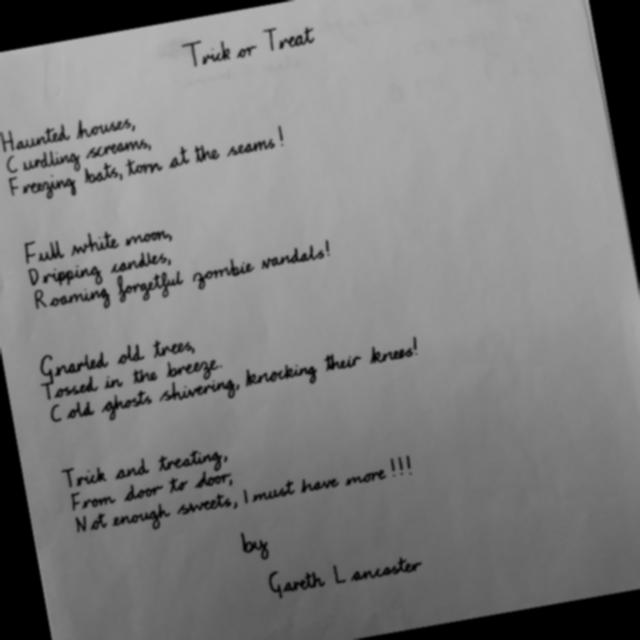 Trick or Treat
Haunted houses,
Curdling screams,
Freezing bats, torn at the seams!
Full white moon,
Dripping candles,
Roaming forgetful zombie vandals!
Gnarled old trees,
Tossed in the breeze.
Cold ghosts shivering, knocking their knees!
Trick and treating,
From door to door,
Not enough sweets, I must have more!!!
by
Gareth Lancaster